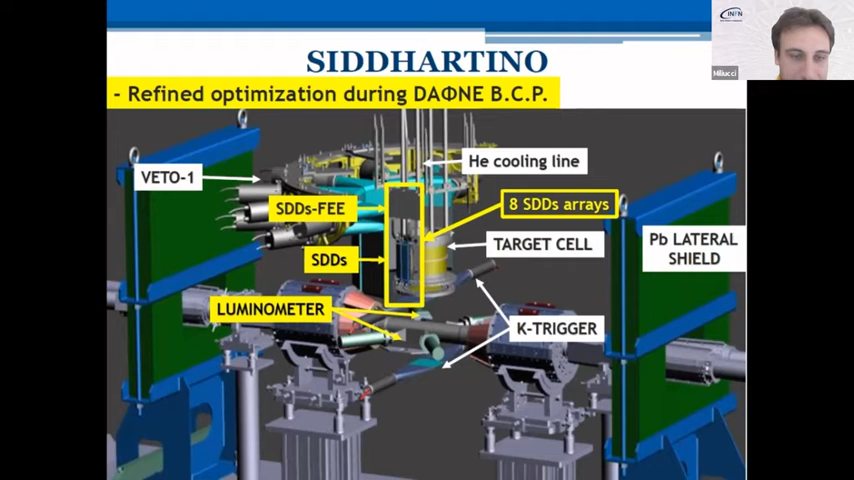 INFN
SIDDHARTINO
- Refined optimization during DAΦNE B.C.P.
Miliucci
He cooling line
VETO-1
SDDs-FEE
8 SDDs arrays
TARGET CELL
Pb LATERAL
SHIELD
SDDs
LUMINOMETER
K-TRIGGER